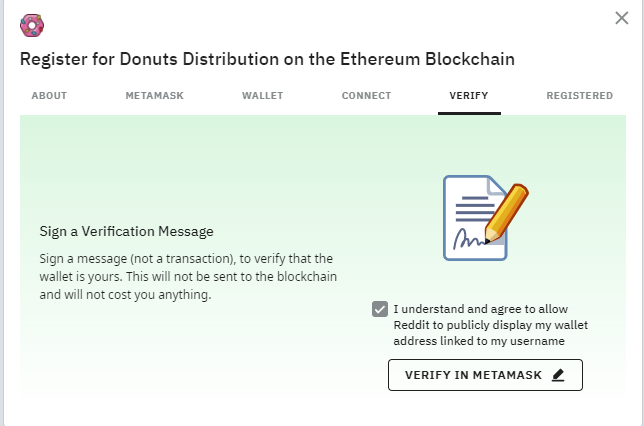 Register for Donuts Distribution on the Ethereum Blockchain
ABOUT METAMASK WALLET CONNECT VERIFY REGISTERED
Sign a Verification Message
Sign a message (not a transaction), to verify that the
wallet is yours. This will not be sent to the blockchain
and will not cost you anything.
I understand and agree to allow
Reddit to publicly display my wallet
address linked to my username
VERIFY IN METAMASK